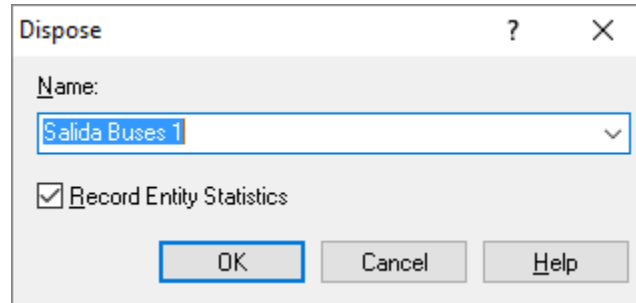 Dispose ?
Name:
Salida Buses 1
Record Entity Statistics
OK Cancel Help